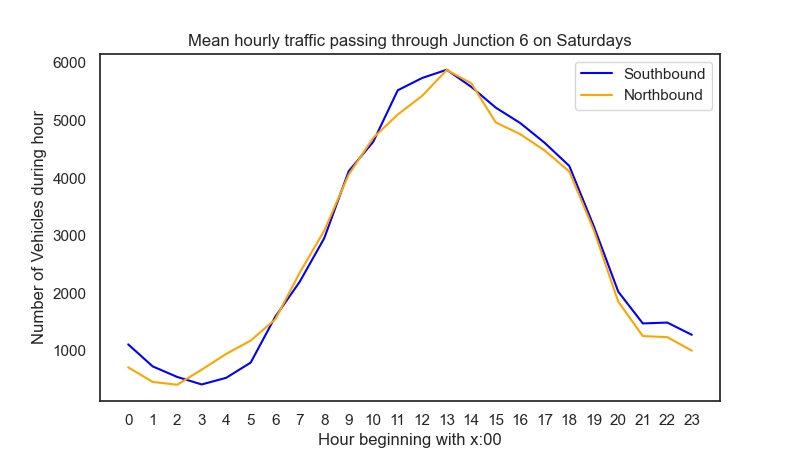 Mean hourly traffic passing through Junction 6 on Saturdays
Southbound
Northbound
Number of Vehicles during hour
6000
5000
4000
3000
2000
1000
0 1 2 3 4 5 6 7 8 9 10 11 12 13 14 15 16 17 18 19 20 21 22 23
Hour beginning with x:00